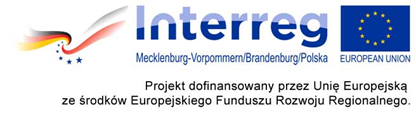 Interreg
Mecklenburg-Vorpommern/Brandenburg/Polska
EUROPEAN UNION
Projekt dofinansowany przez Unię Europejską
ze środków Europejskiego Funduszu Rozwoju Regionalnego.